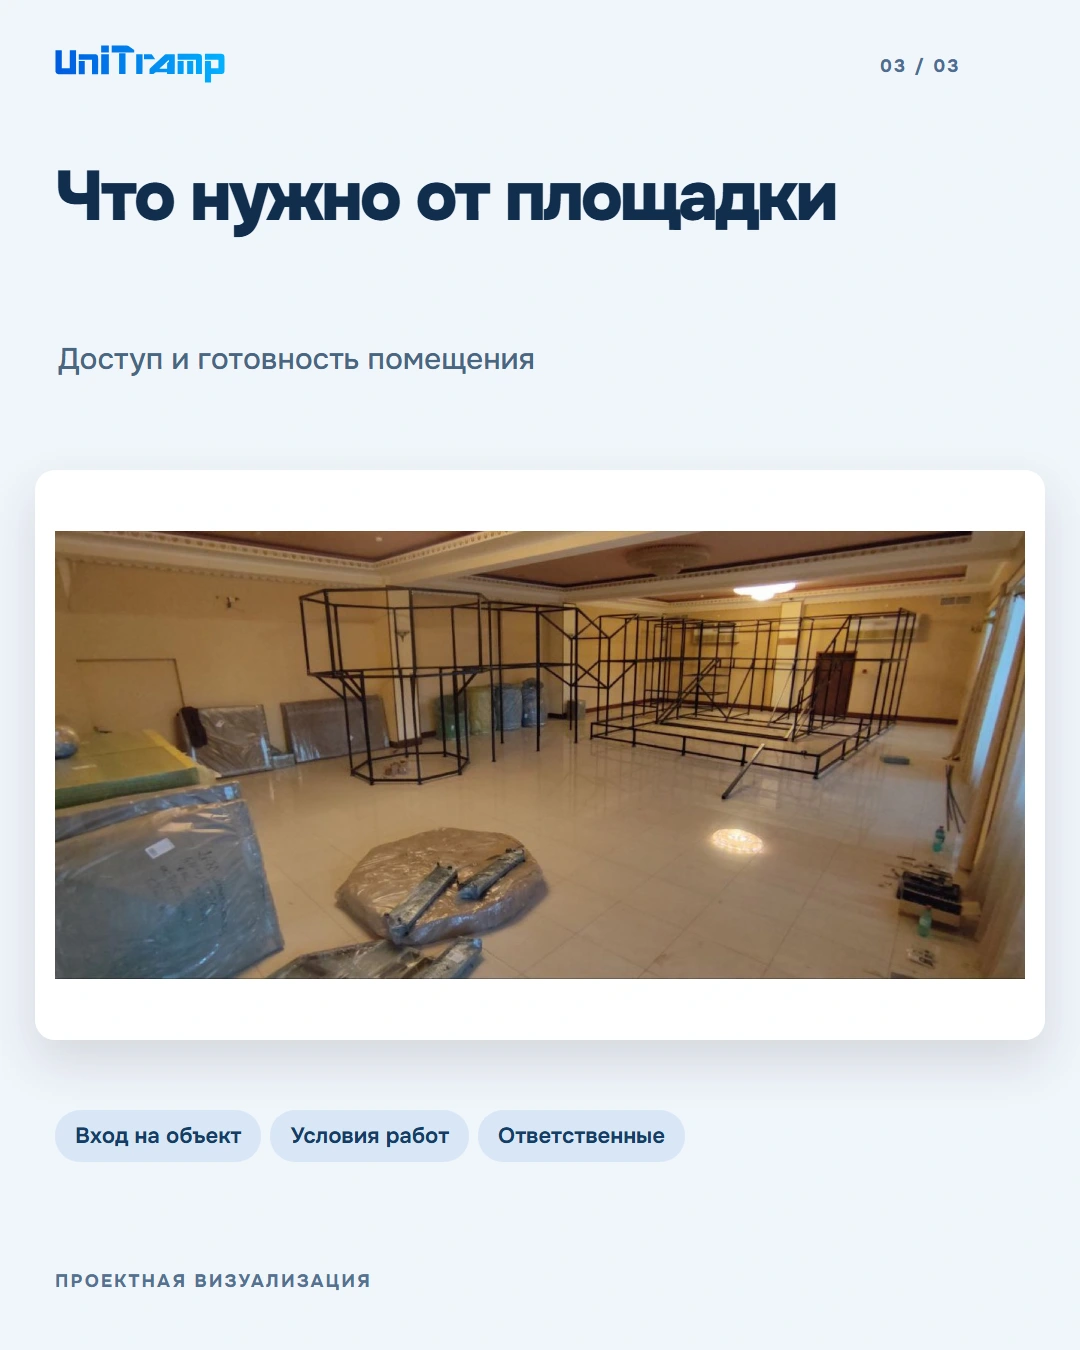 UniTramp
03 / 03
Что нужно от площадки
Доступ и готовность помещения
Вход на объект
Условия работ
Ответственные
ПРОЕКТНАЯ ВИЗУАЛИЗАЦИЯ